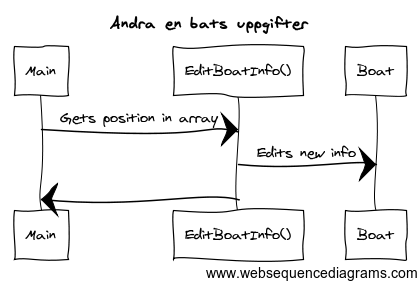 Andra en bats uppgifter
Main
EditBoatInfo()
Boat
Gets position in array
Edits new info
Main
EditBoatInfo()
Boat
www.websequencediagrams.com